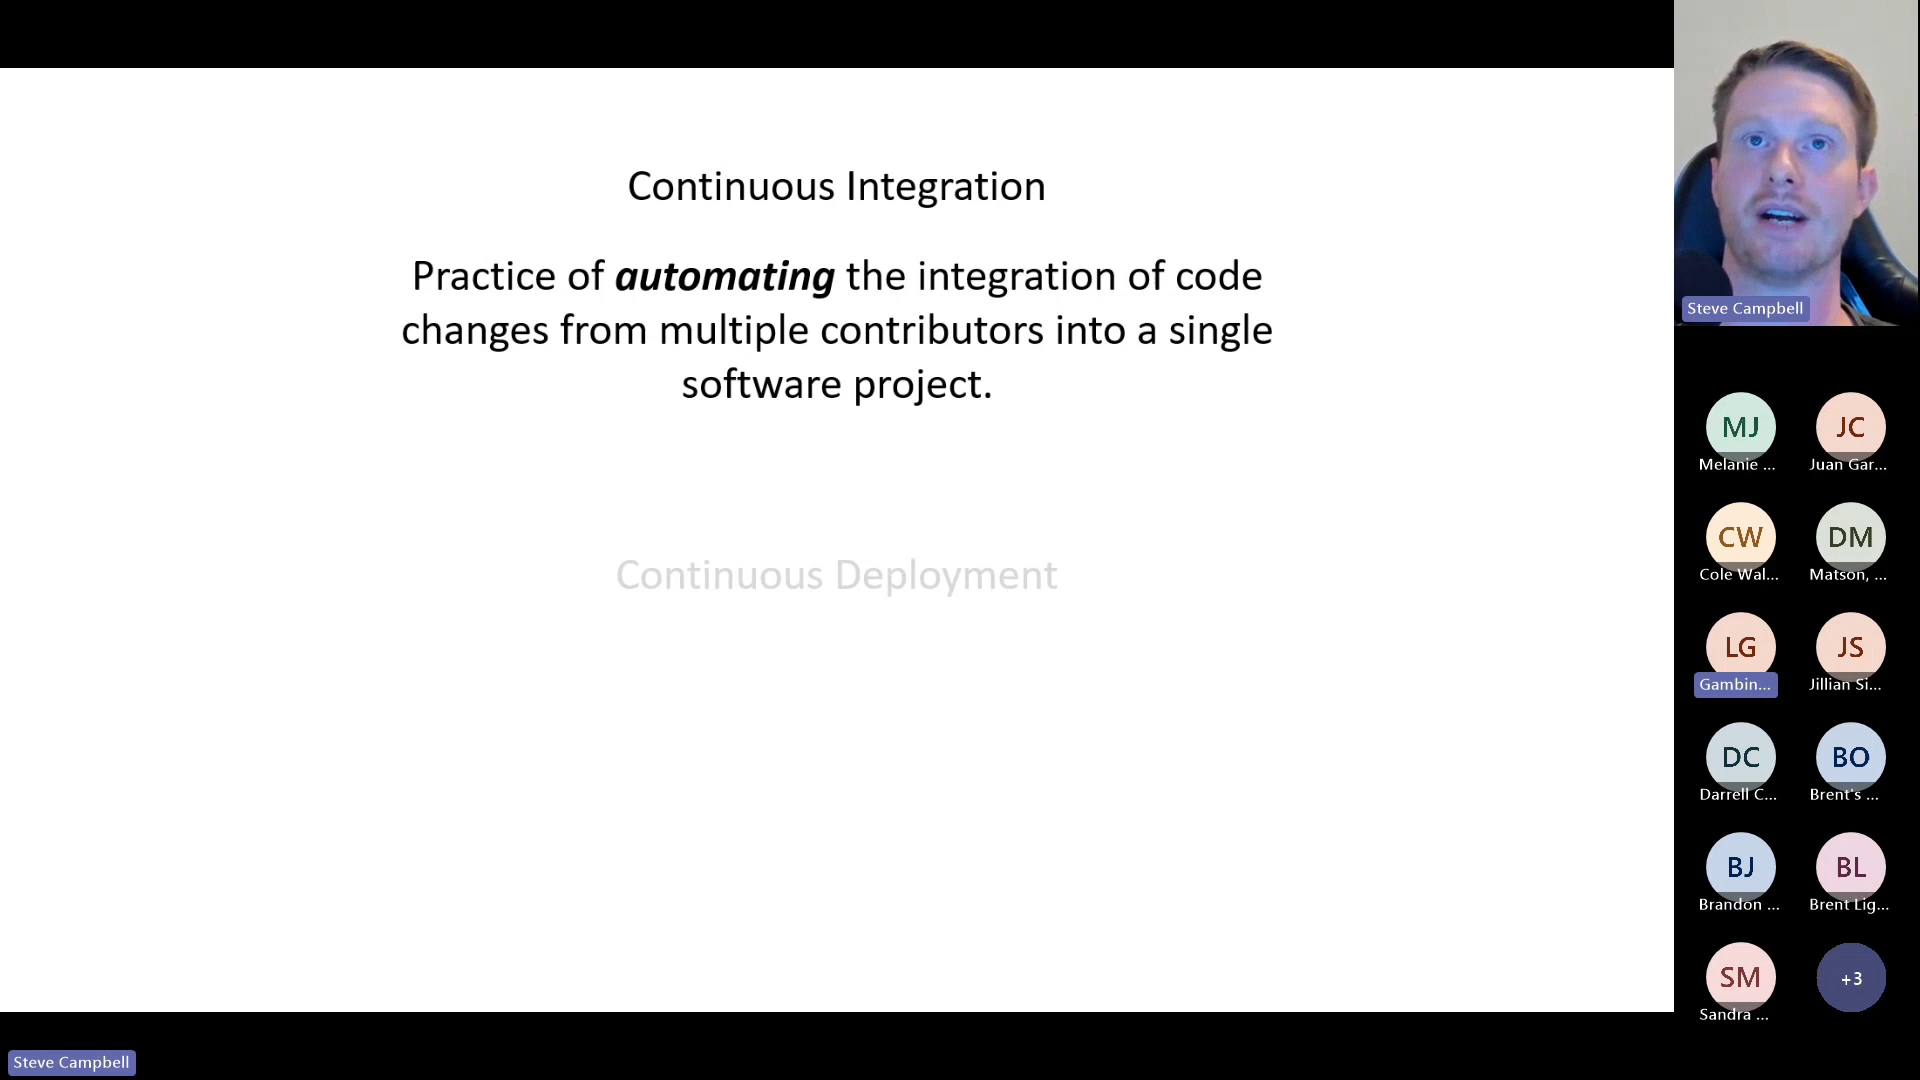 Continuous Integration
Practice of automating the integration of code
changes from multiple contributors into a single
software project.
Continuous Deployment
Steve Campbell
MJ
Melanie ...
JC
Juan Gar...
CW
Cole Wal...
DM
Matson, ...
LG
Gambin...
JS
Jillian Si...
DC
Darrell C...
BO
Brent's ...
BJ
Brandon ...
BL
Brent Lig...
SM
Sandra ...
+3
Steve Campbell